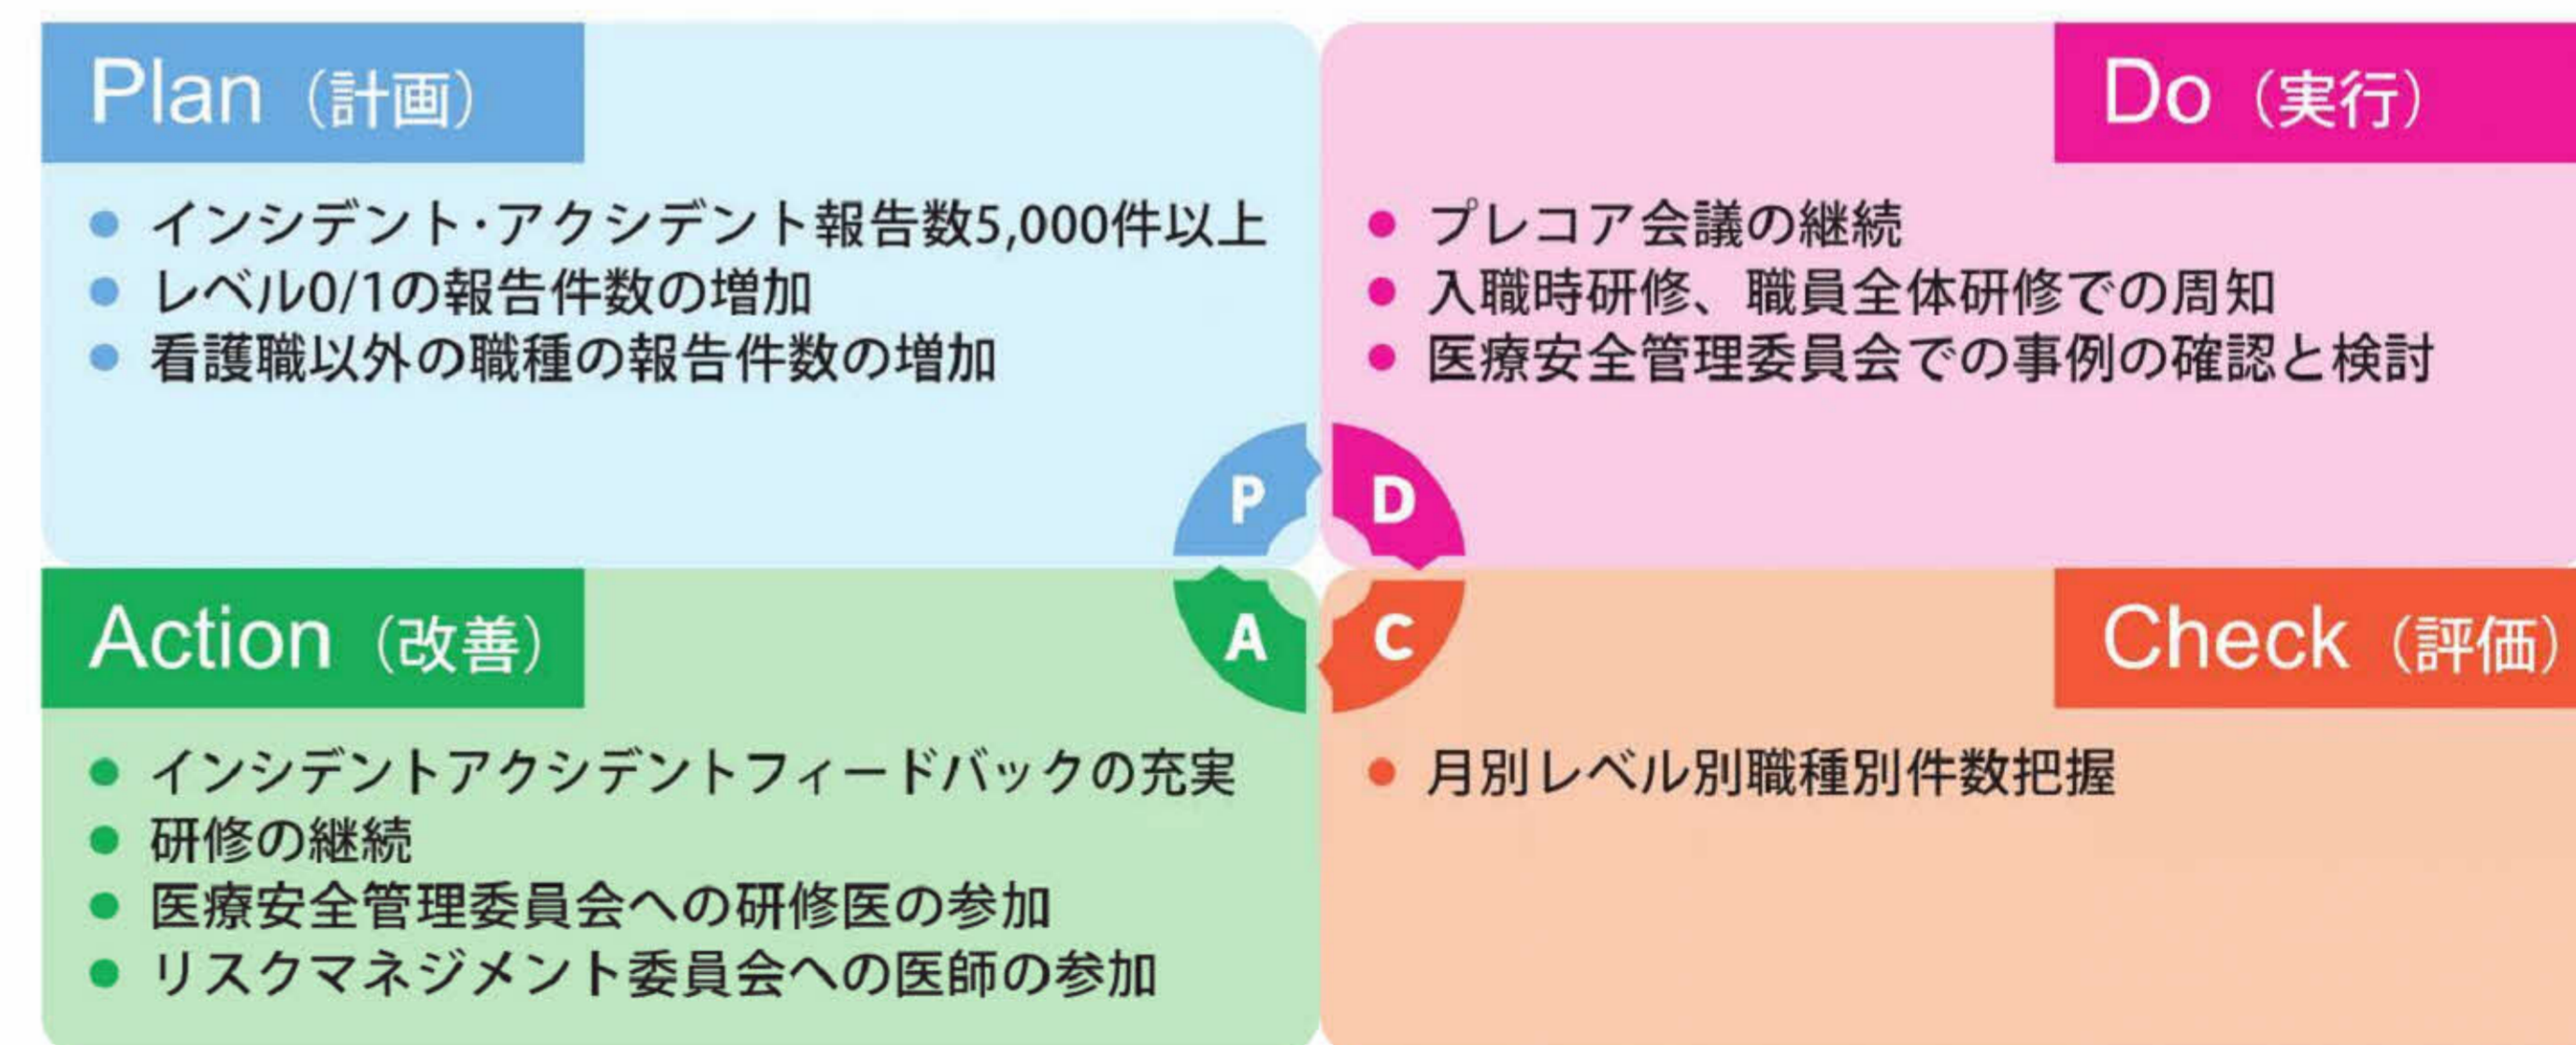 Plan（計画）
● インシデント・アクシデント報告数5,000件以上
● レベル0/1の報告件数の増加
● 看護職以外の職種の報告件数の増加
Do（実行）
● プレコア会議の継続
● 入職時研修、職員全体研修での周知
● 医療安全管理委員会での事例の確認と検討
P
D
A
C
Action（改善）
● インシデントアクシデントフィードバックの充実
● 研修の継続
● 医療安全管理委員会への研修医の参加
● リスクマネジメント委員会への医師の参加
Check（評価）
● 月別レベル別職種別件数把握